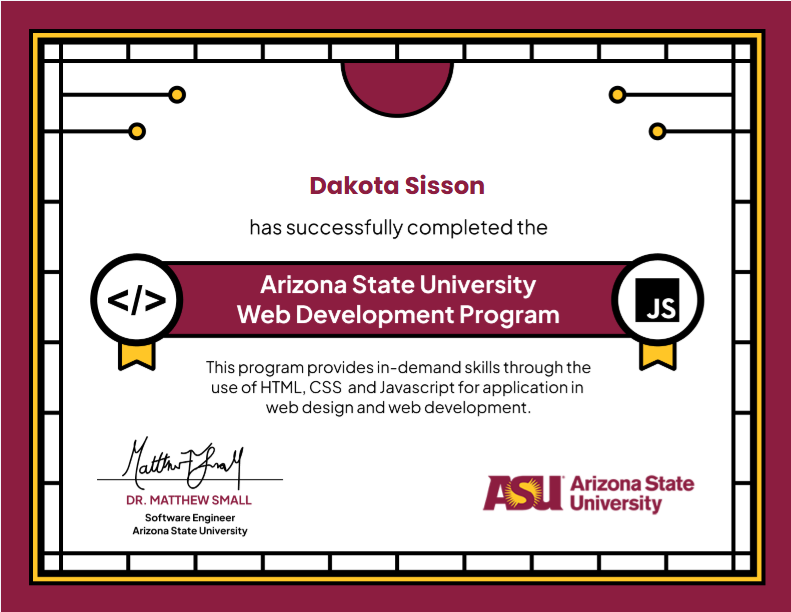 Dakota Sisson
has successfully completed the
Arizona State University
Web Development Program
</>
JS
This program provides in-demand skills through the
use of HTML, CSS and Javascript for application in
web design and web development.
Matthew Small
DR. MATTHEW SMALL
Software Engineer
Arizona State University
ASU Arizona State
University